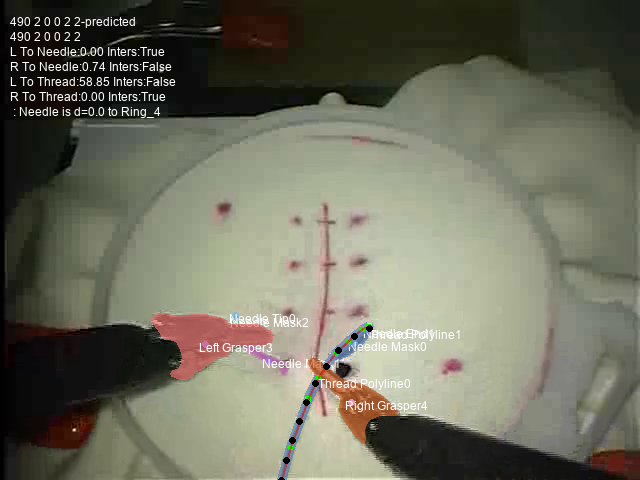 490 2 0 0 2 2-predicted
490 2 0 0 2 2
L To Needle:0.00 Inters:True
R To Needle:0.74 Inters:False
L To Thread:58.85 Inters:False
R To Thread:0.00 Inters:True
: Needle is d=0.0 to Ring_4
Needle Tip0
Needle Mask2
Thread Polyline1
Left Grasper3
Needle Mask0
Thread Polyline0
Right Grasper4